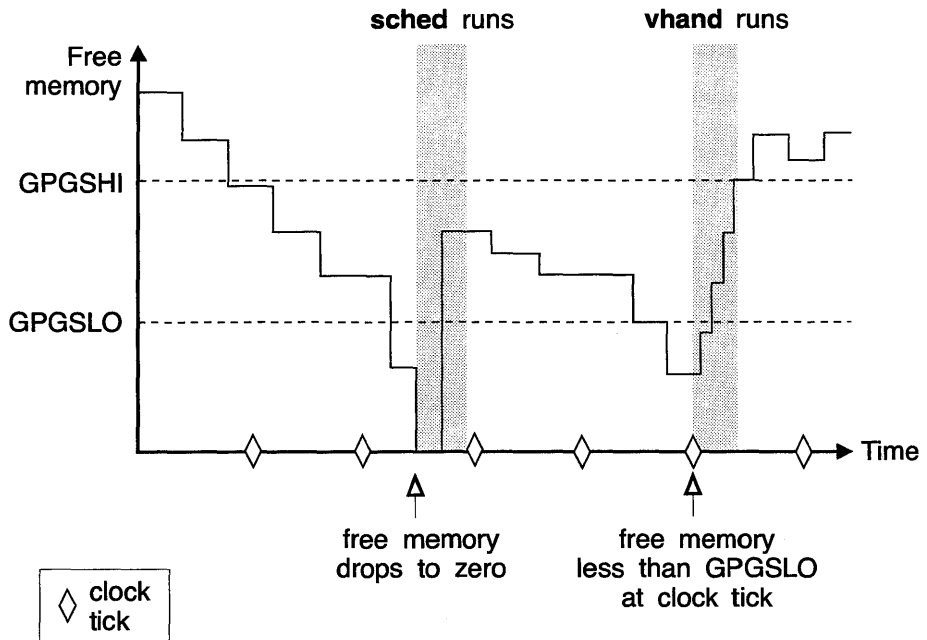 sched runs
vhand runs
Free
memory
GPGSHI
GPGSLO
Time
free memory
drops to zero
free memory
less than GPGSLO
at clock tick
clock
tick